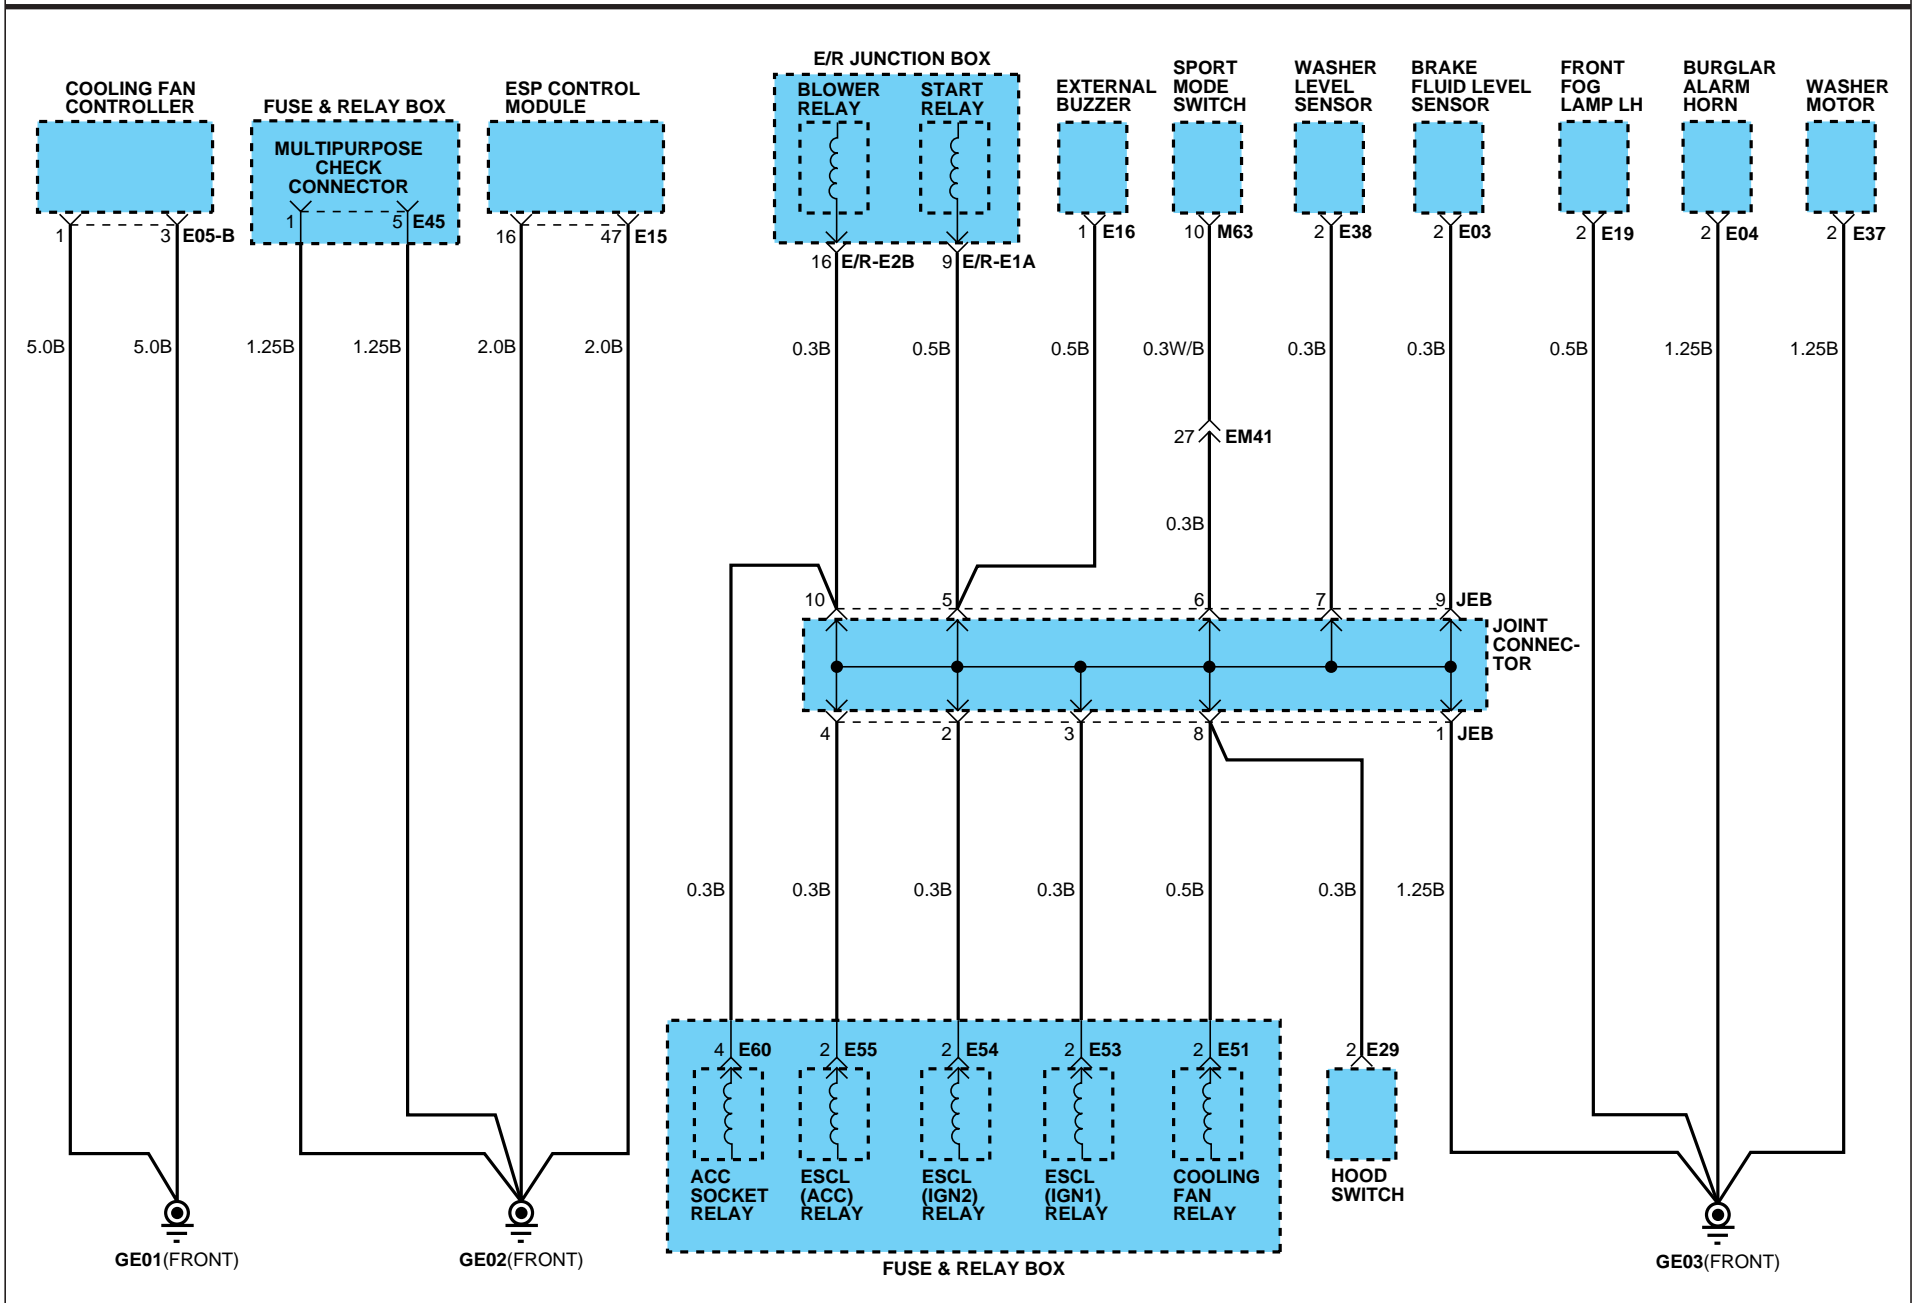 COOLING FAN
CONTROLLER
FUSE & RELAY BOX
MULTIPURPOSE
CHECK
CONNECTOR
ESP CONTROL
MODULE
E/R JUNCTION BOX
BLOWER
RELAY
START
RELAY
EXTERNAL
BUZZER
SPORT
MODE
SWITCH
WASHER
LEVEL
SENSOR
BRAKE
FLUID LEVEL
SENSOR
FRONT
FOG
LAMP LH
BURGLAR
ALARM
HORN
WASHER
MOTOR
1 3 E05-B
1 5 E45
16 47 E15
16 E/R-E2B
9 E/R-E1A
1 E16
10 M63
2 E38
2 E03
2 E19
2 E04
2 E37
5.0B 5.0B 1.25B 1.25B 2.0B 2.0B 0.3B 0.5B 0.5B 0.3W/B 0.3B 0.3B 0.5B 1.25B 1.25B
27 EM41
0.3B
10 5 6 7 9 JEB
JOINT
CONNEC-
TOR
4 2 3 8 1 JEB
0.3B 0.3B 0.3B 0.3B 0.5B 0.3B 1.25B
4 E60
2 E55
2 E54
2 E53
2 E51
2 E29
ACC
SOCKET
RELAY
ESCL
(ACC)
RELAY
ESCL
(IGN2)
RELAY
ESCL
(IGN1)
RELAY
COOLING
FAN
RELAY
HOOD
SWITCH
FUSE & RELAY BOX
GE01(FRONT)
GE02(FRONT)
GE03(FRONT)